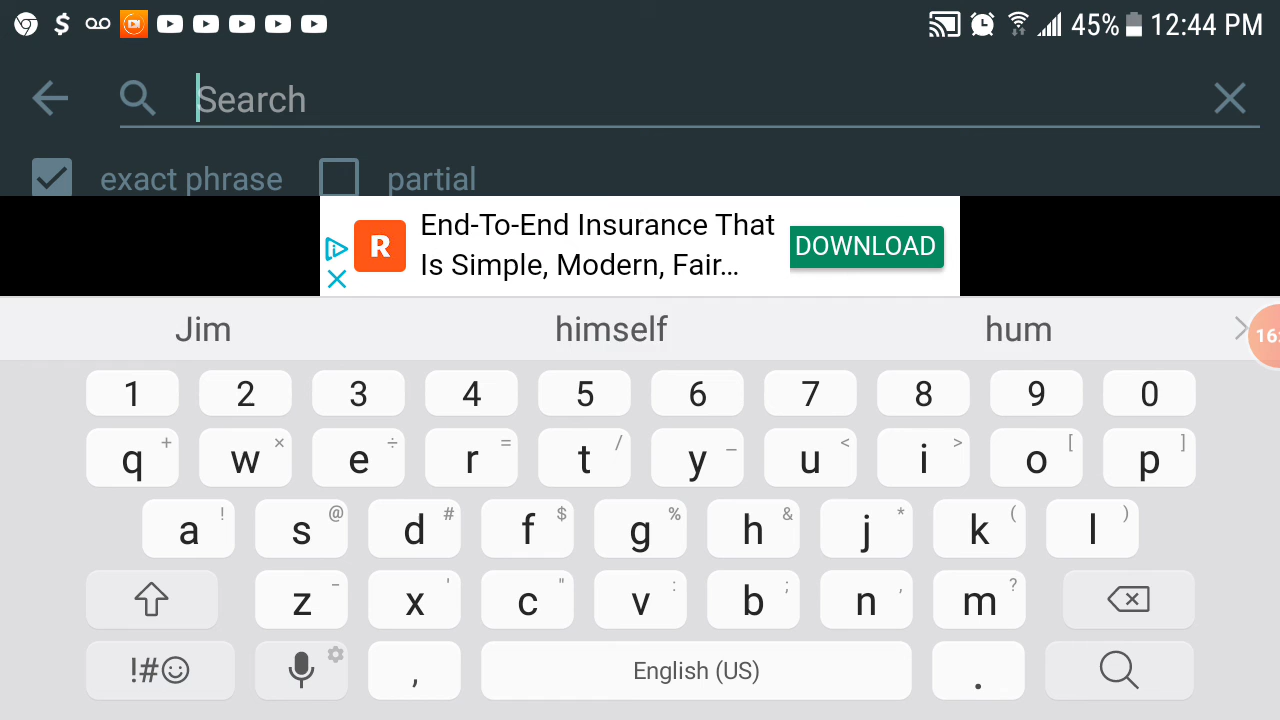 $ 45% 12:44 PM
Search
exact phrase partial
R End-To-End Insurance That
Is Simple, Modern, Fair...
DOWNLOAD
Jim himself hum
16:
1 2 3 4 5 6 7 8 9 0
q + w × e ÷ r = t / y _ u < i > o [ p ]
a ! s @ d # f $ g % h & j * k ( l )
z - x ' c " v : b ; n , m ?
!#☺ , English (US) .